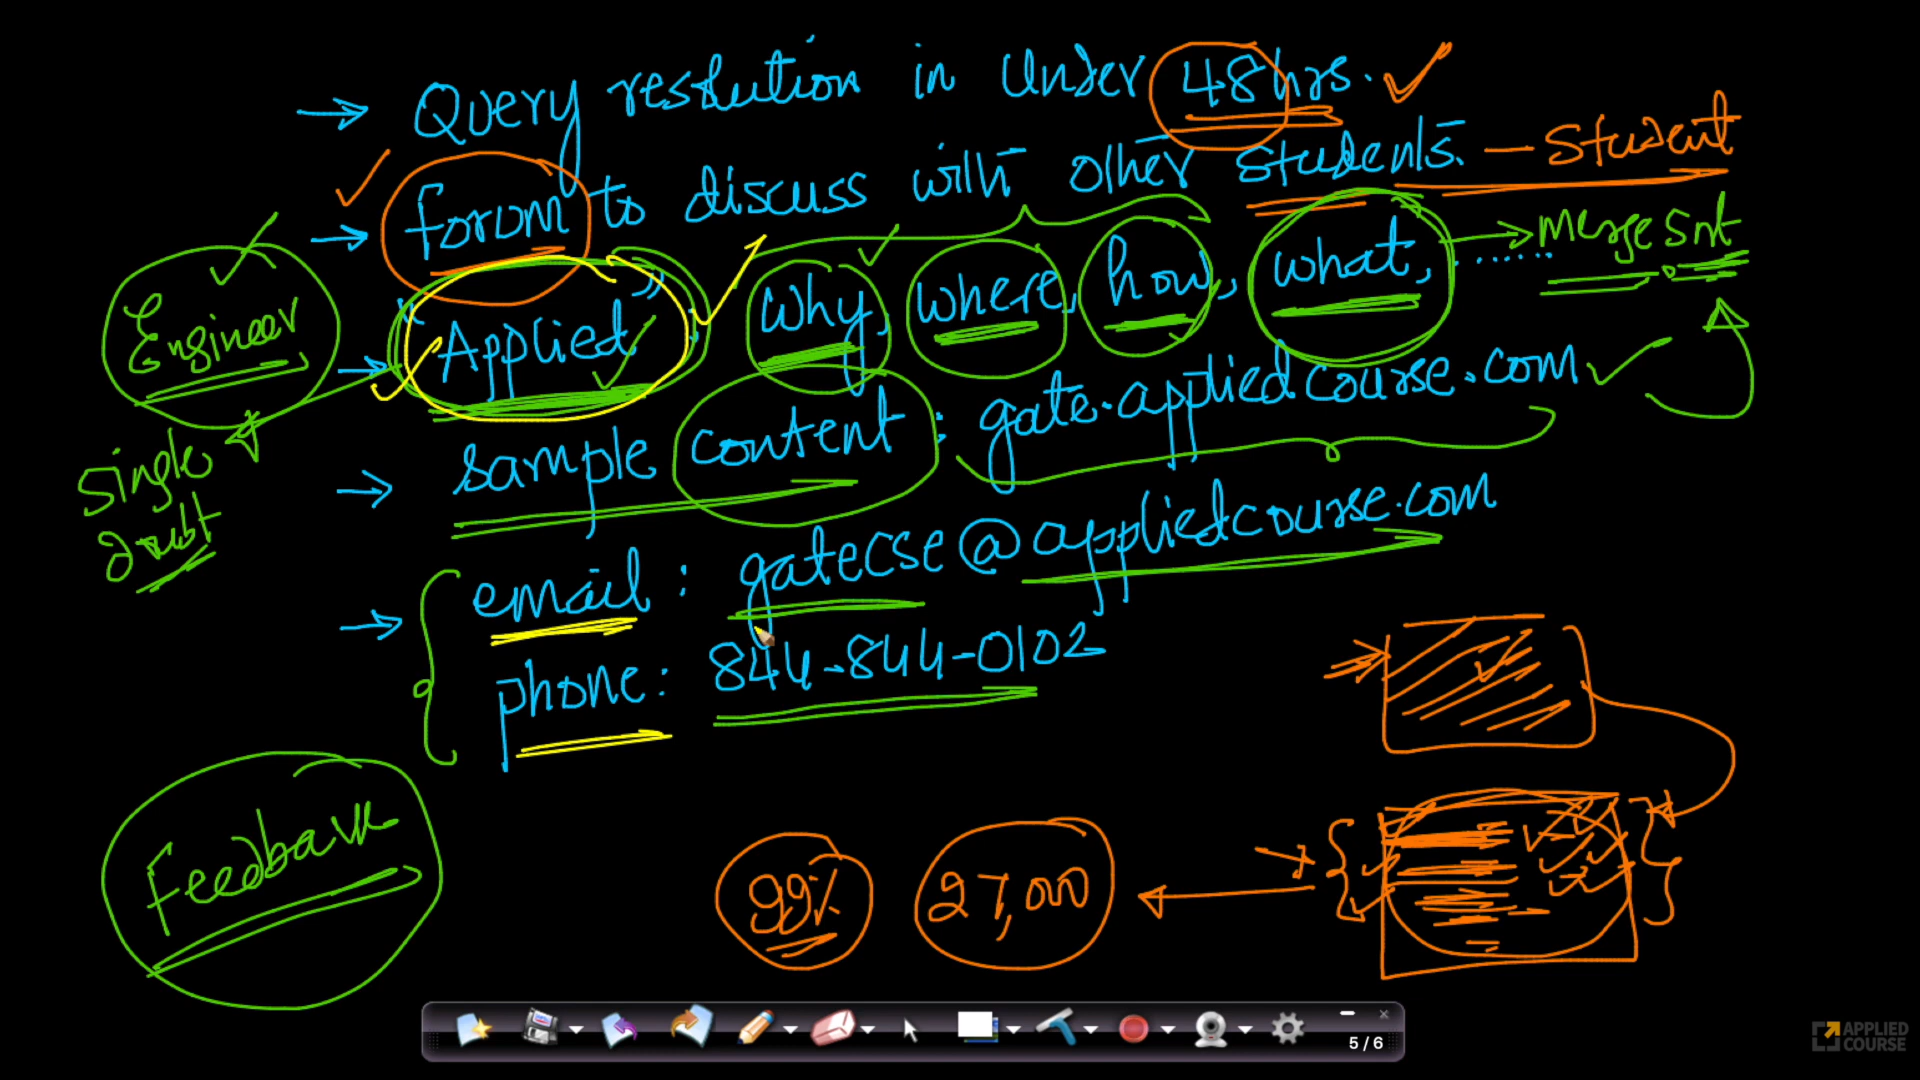 → Query resolution in under 48hrs. ✓
→ forum to discuss with other students. — student
→ "Applied"; why, where, how, what, ...... → merge sort
Engineer
→ sample content : gate.appliedcourse.com
single
doubt
→ email : gatecse@appliedcourse.com
phone : 844-844-0102
Feedback
99% 27,000
5 / 6
APPLIED
COURSE